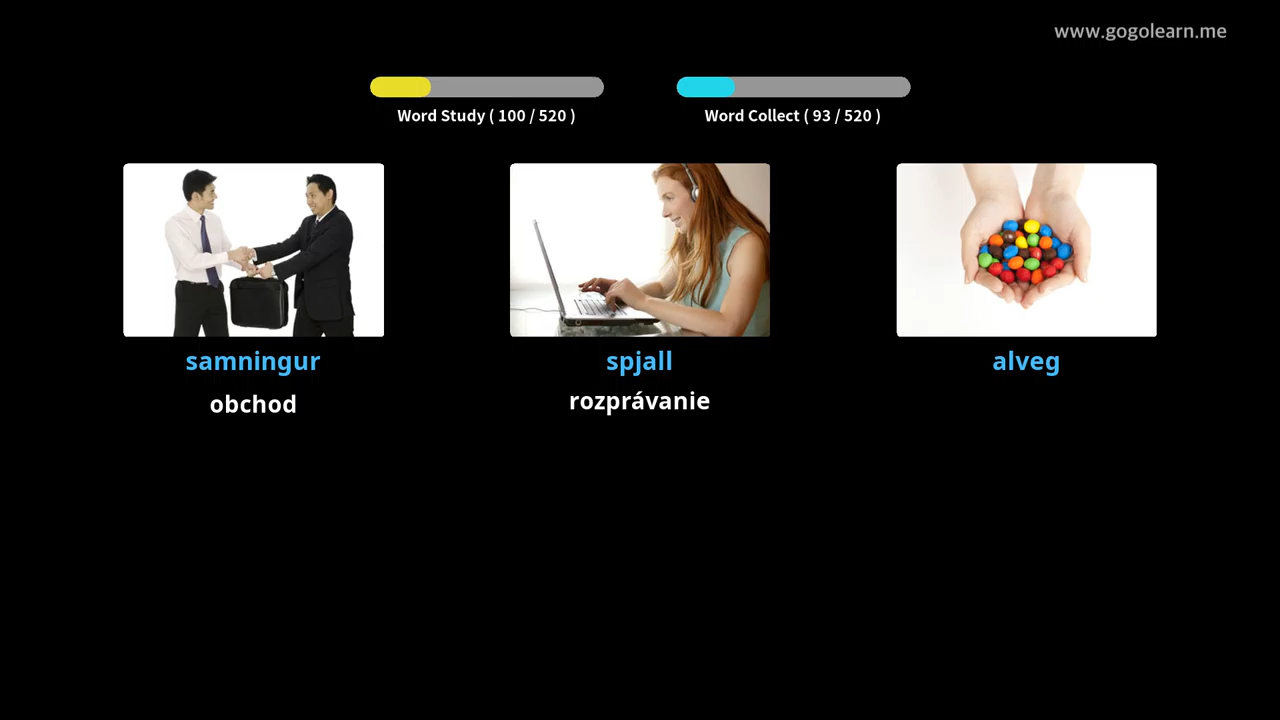 www.gogolearn.me
Word Study ( 100 / 520 )
Word Collect ( 93 / 520 )
samningur
spjall
alveg
obchod
rozprávanie